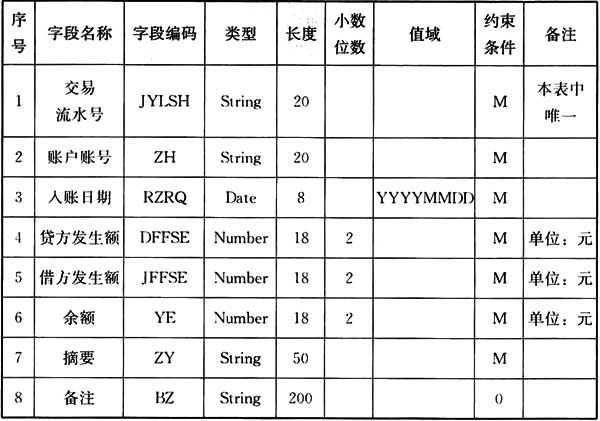 序号 字段名称 字段编码 类型 长度 小数位数 值域 约束条件 备注
1 交易流水号 JYLSH String 20 M 本表中唯一
2 账户账号 ZH String 20 M
3 入账日期 RZRQ Date 8 YYYYMMDD M
4 贷方发生额 DFFSE Number 18 2 M 单位：元
5 借方发生额 JFFSE Number 18 2 M 单位：元
6 余额 YE Number 18 2 M 单位：元
7 摘要 ZY String 50 M
8 备注 BZ String 200 0